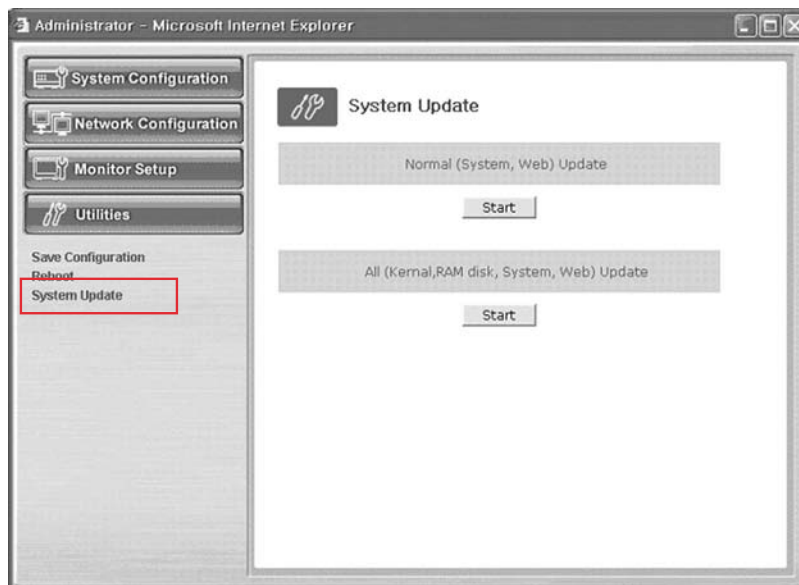 Administrator - Microsoft Internet Explorer
System Configuration
Network Configuration
Monitor Setup
Utilities
Save Configuration
Reboot
System Update
System Update
Normal (System, Web) Update
Start
All (Kernal,RAM disk, System, Web) Update
Start